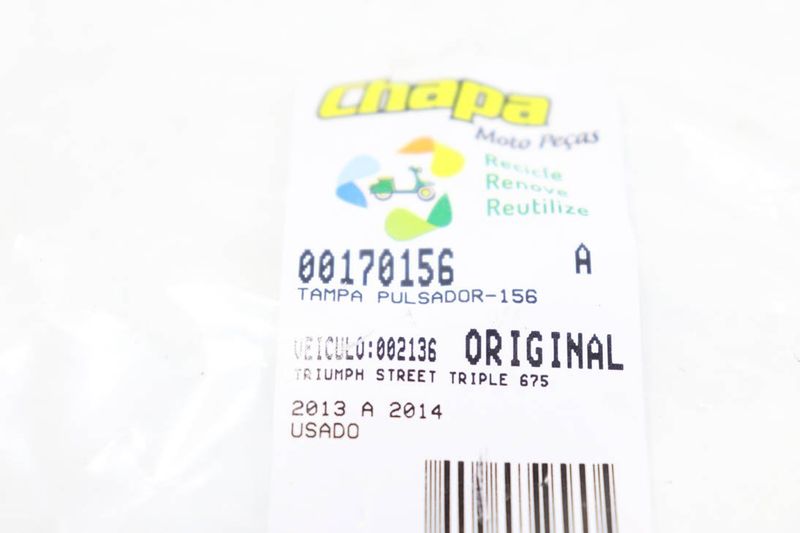 Chapa
Moto Peças
Recicle
Renove
Reutilize
00170156 A
TAMPA PULSADOR-156
VEICULO:002136 ORIGINAL
TRIUMPH STREET TRIPLE 675
2013 A 2014
USADO